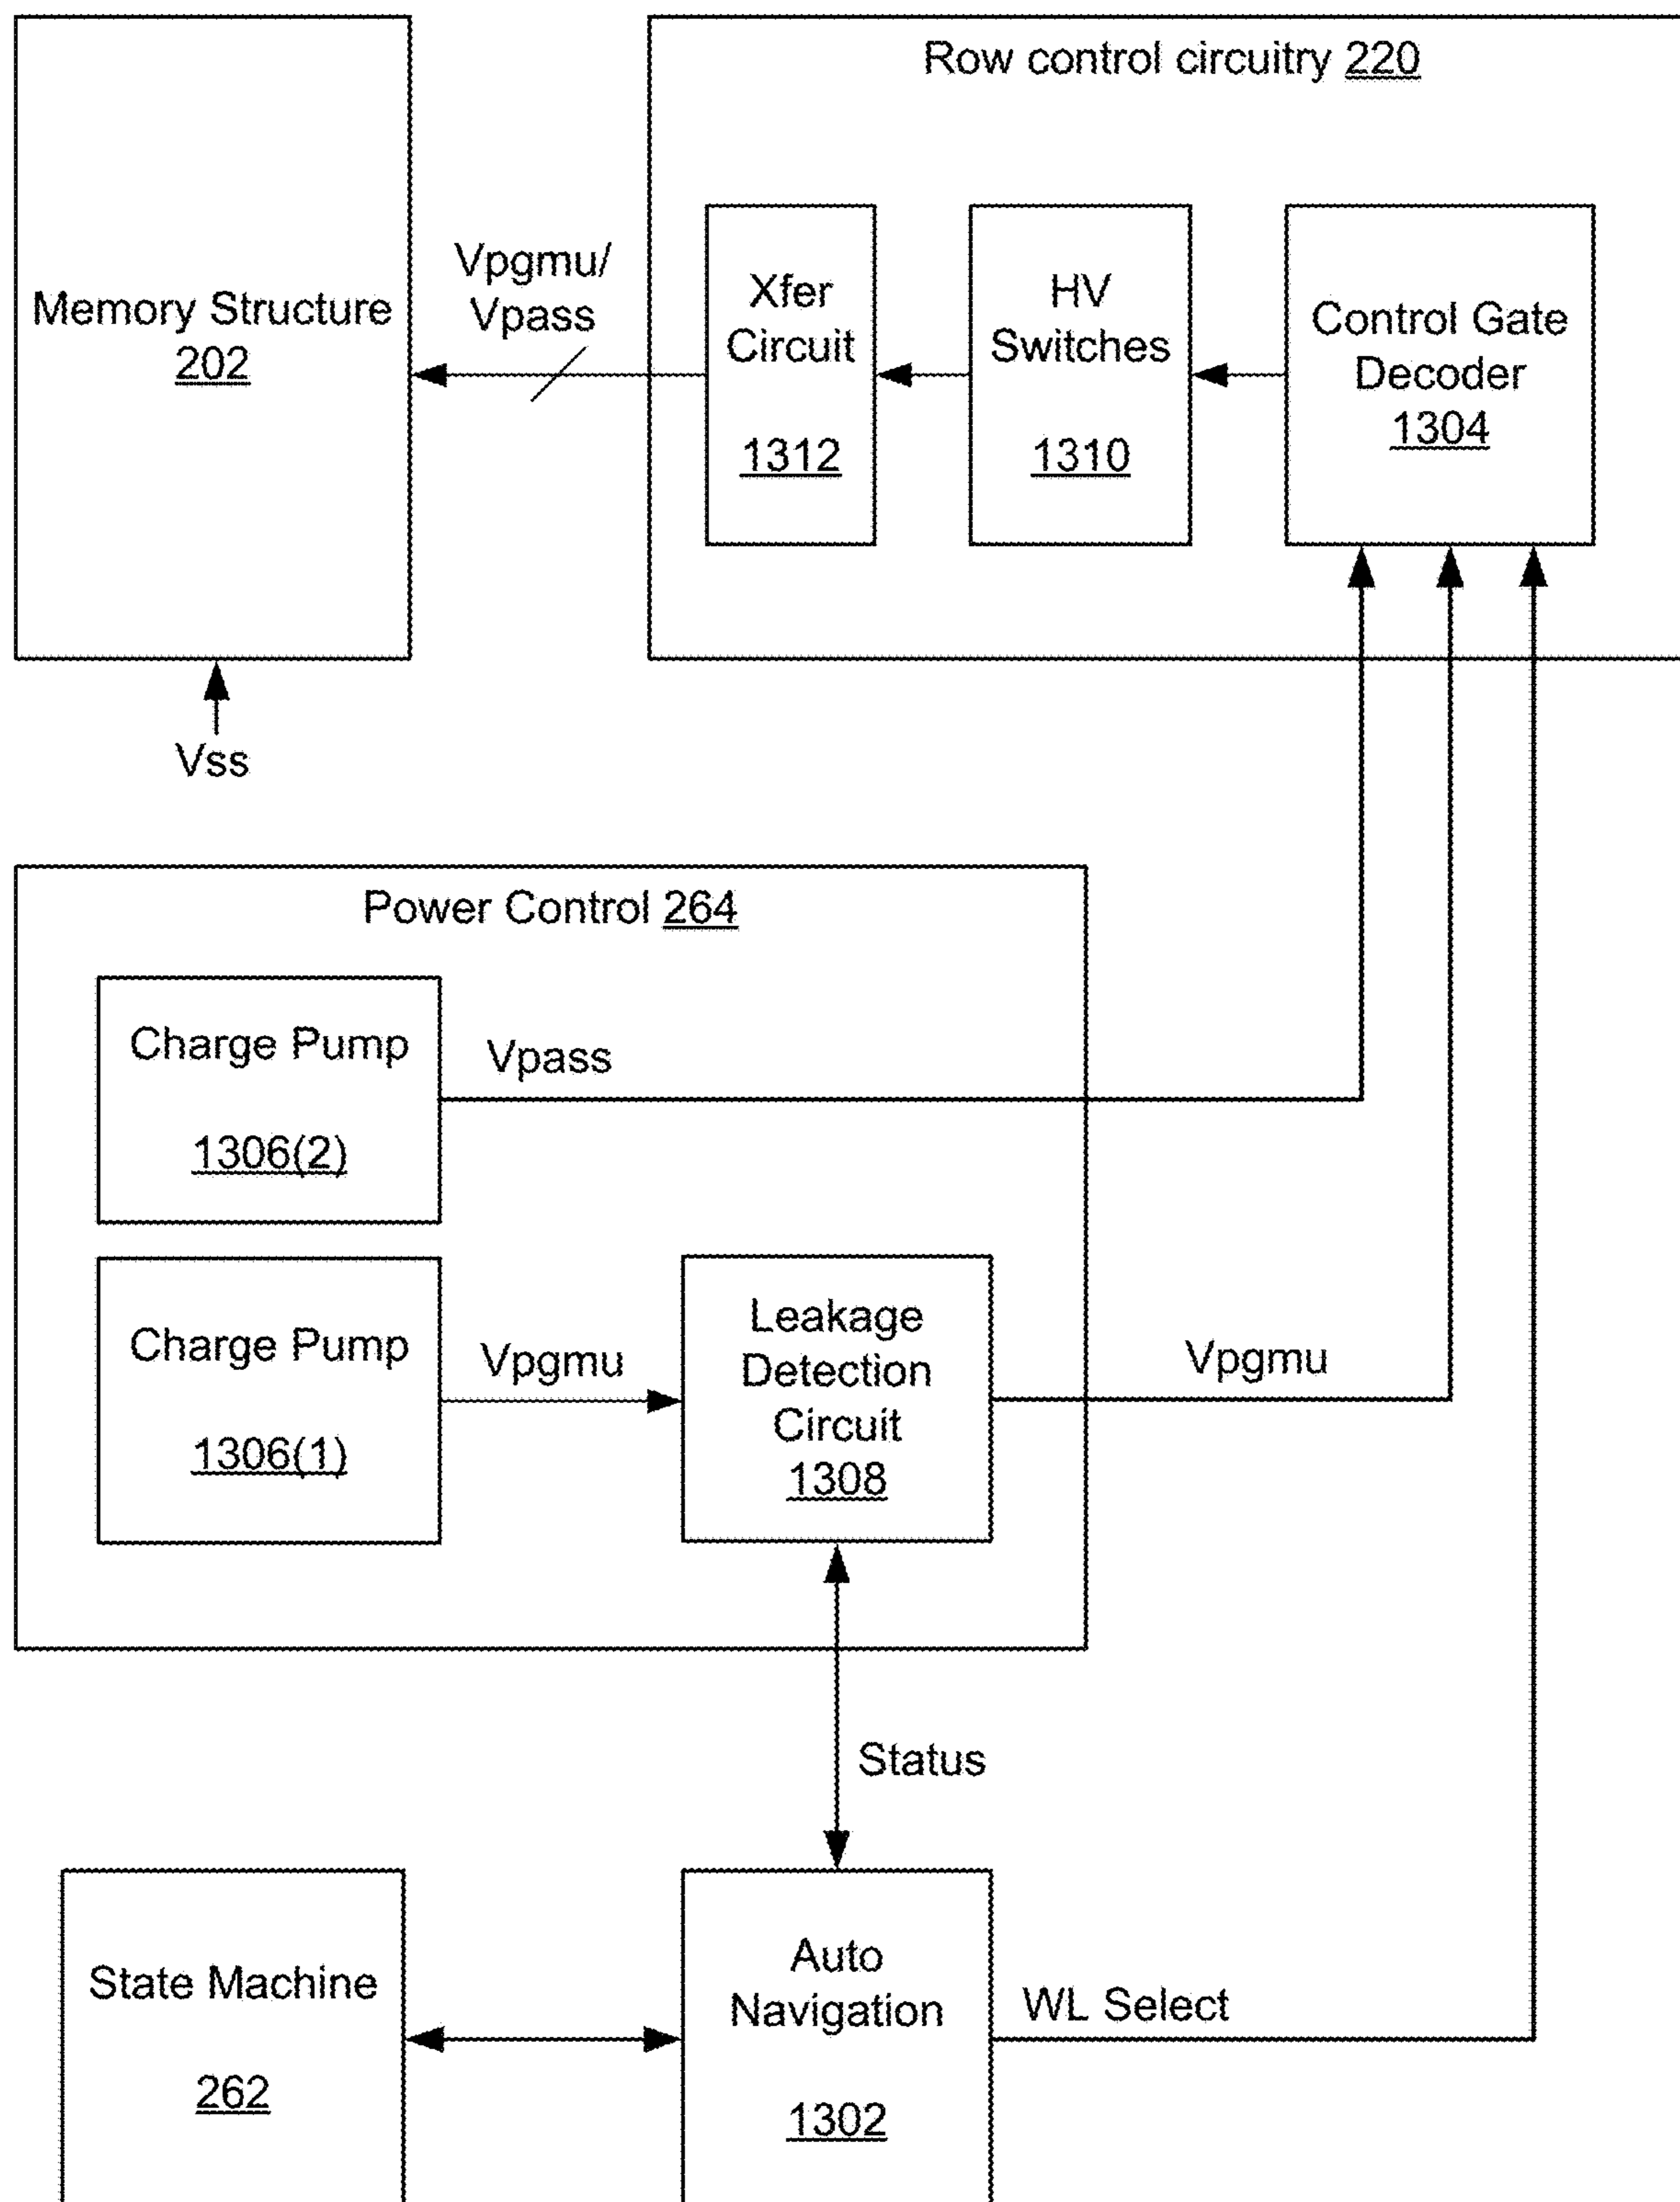 Row control circuitry 220
Memory Structure
202
Vpgmu/
Vpass
Xfer
Circuit
1312
HV
Switches
1310
Control Gate
Decoder
1304
Vss
Power Control 264
Charge Pump
1306(2)
Vpass
Charge Pump
1306(1)
Vpgmu
Leakage
Detection
Circuit
1308
Vpgmu
Status
State Machine
262
Auto
Navigation
1302
WL Select